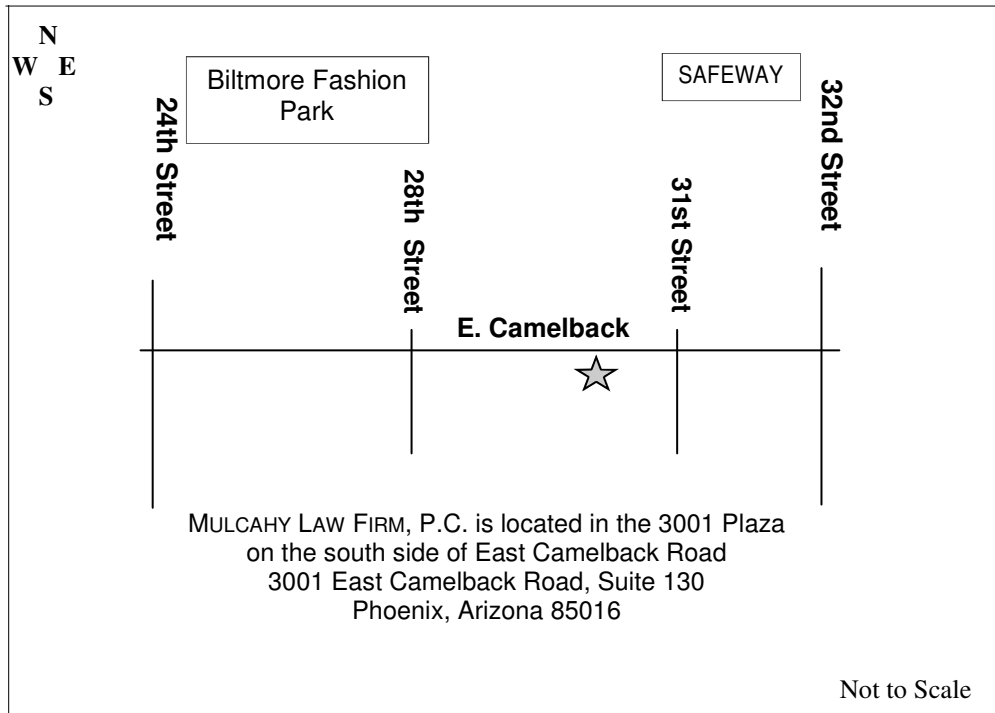 N
W E
S
Biltmore Fashion
Park
SAFEWAY
24th Street
28th Street
31st Street
32nd Street
E. Camelback
MULCAHY LAW FIRM, P.C. is located in the 3001 Plaza
on the south side of East Camelback Road
3001 East Camelback Road, Suite 130
Phoenix, Arizona 85016
Not to Scale